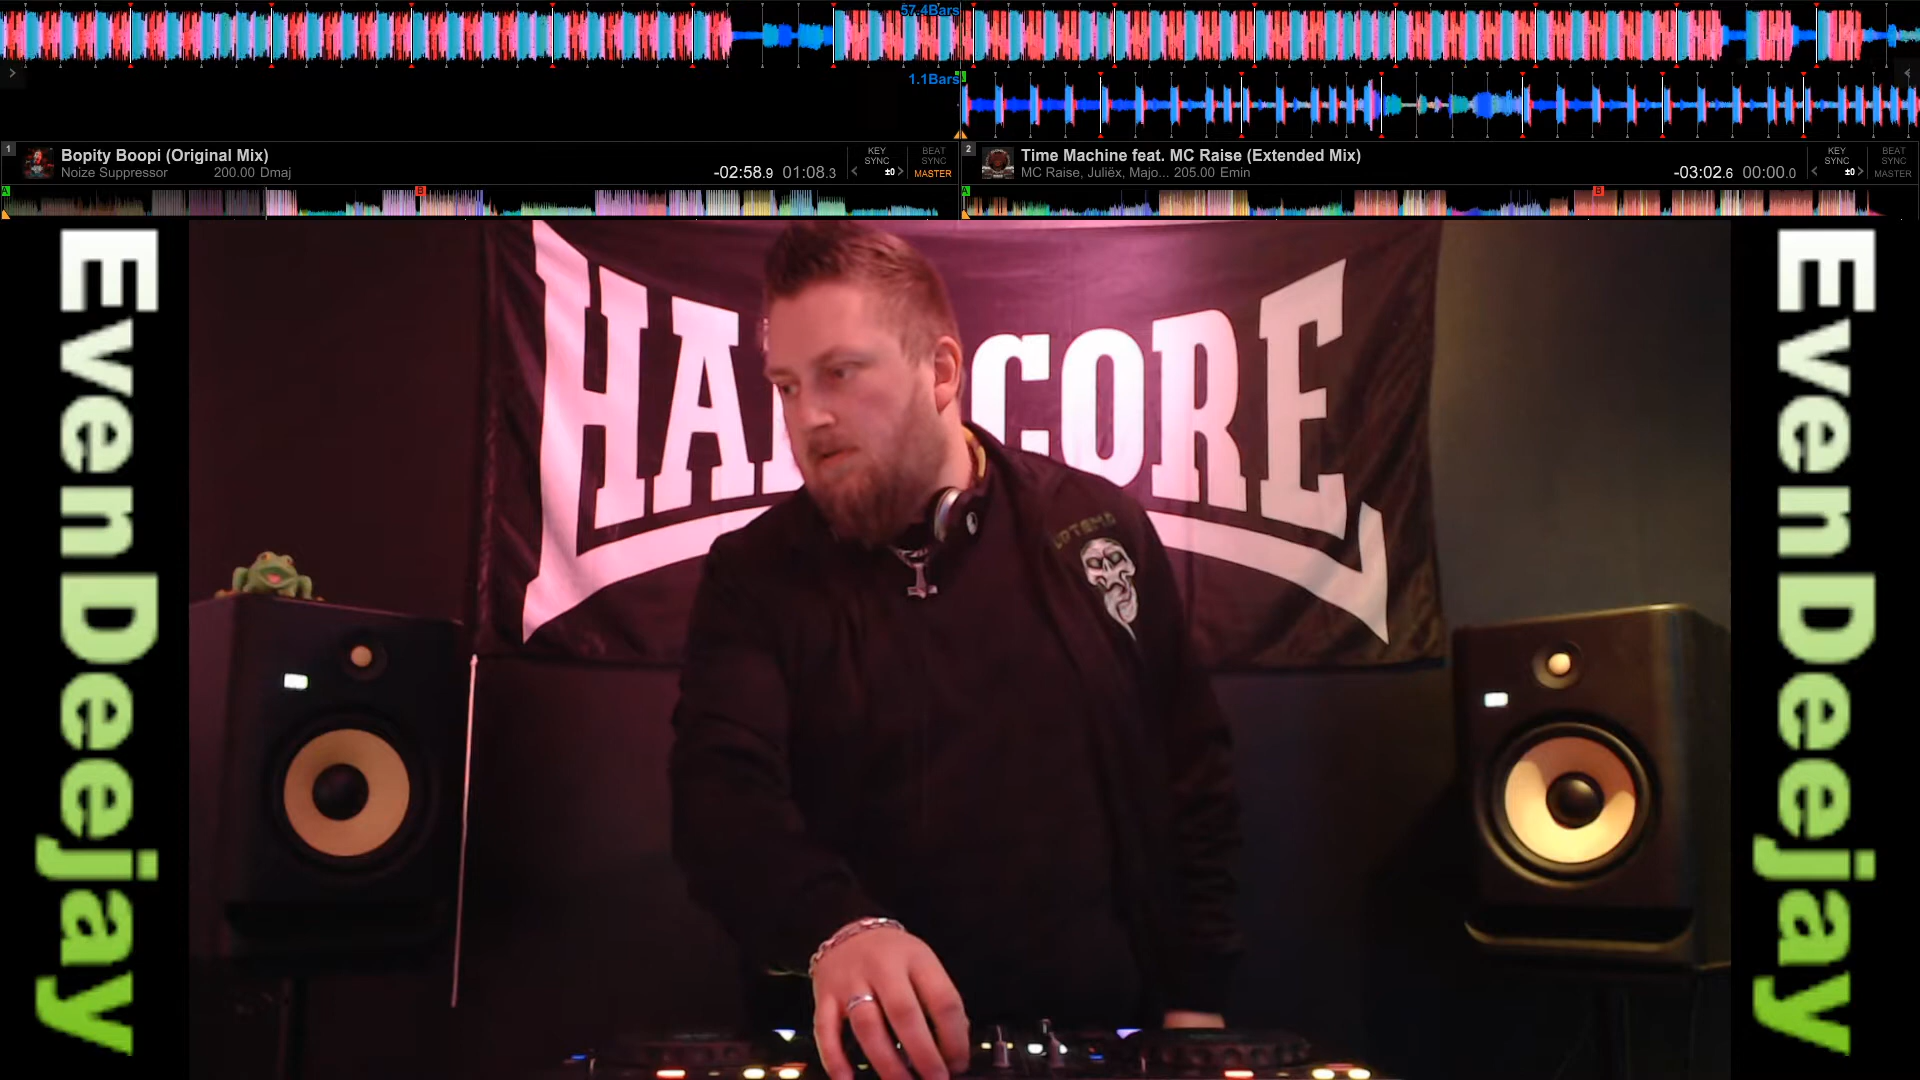 57.4Bars
1.1Bars
1
Bopity Boopi (Original Mix)
Noize Suppressor 200.00 Dmaj
-02:58.9 01:08.3
KEY
SYNC
±0
BEAT
SYNC
MASTER
2
Time Machine feat. MC Raise (Extended Mix)
MC Raise, Juliëx, Majo... 205.00 Emin
-03:02.6 00:00.0
KEY
SYNC
±0
BEAT
SYNC
MASTER
A
B
A
B
EvenDeejay
HA CORE
EvenDeejay